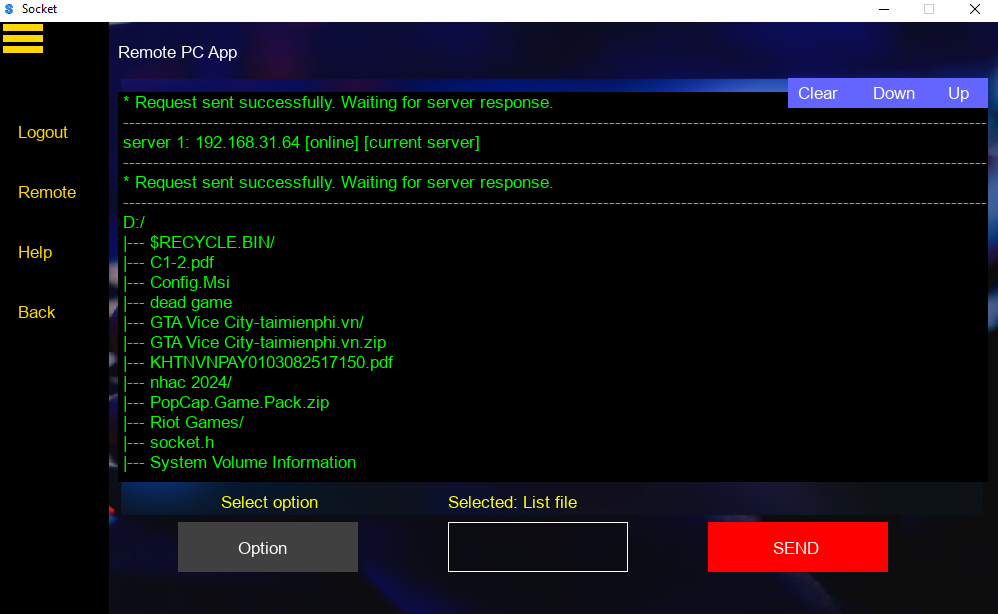 Socket
Remote PC App
Clear Down Up
Logout
Remote
Help
Back
* Request sent successfully. Waiting for server response.
server 1: 192.168.31.64 [online] [current server]
* Request sent successfully. Waiting for server response.
D:/
|--- $RECYCLE.BIN/
|--- C1-2.pdf
|--- Config.Msi
|--- dead game
|--- GTA Vice City-taimienphi.vn/
|--- GTA Vice City-taimienphi.vn.zip
|--- KHTNVNPAY0103082517150.pdf
|--- nhac 2024/
|--- PopCap.Game.Pack.zip
|--- Riot Games/
|--- socket.h
|--- System Volume Information
Select option
Selected: List file
Option
SEND